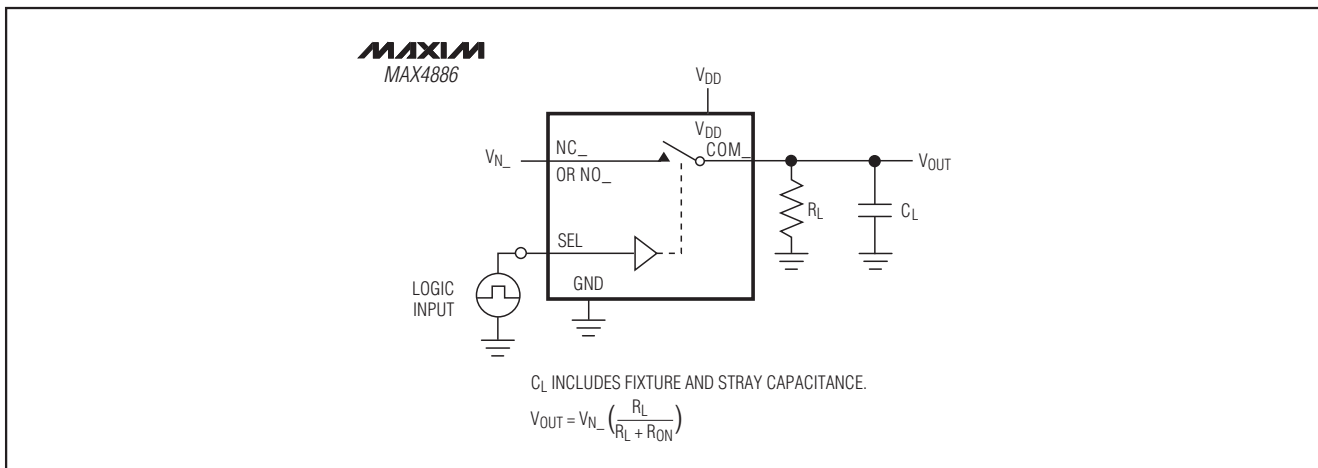 MAXIM
MAX4886
VDD
VDD
VN_
NC_
COM_
VOUT
OR NO_
RL
CL
SEL
LOGIC
INPUT
GND
CL INCLUDES FIXTURE AND STRAY CAPACITANCE.
VOUT = VN_ (RL / RL + RON)